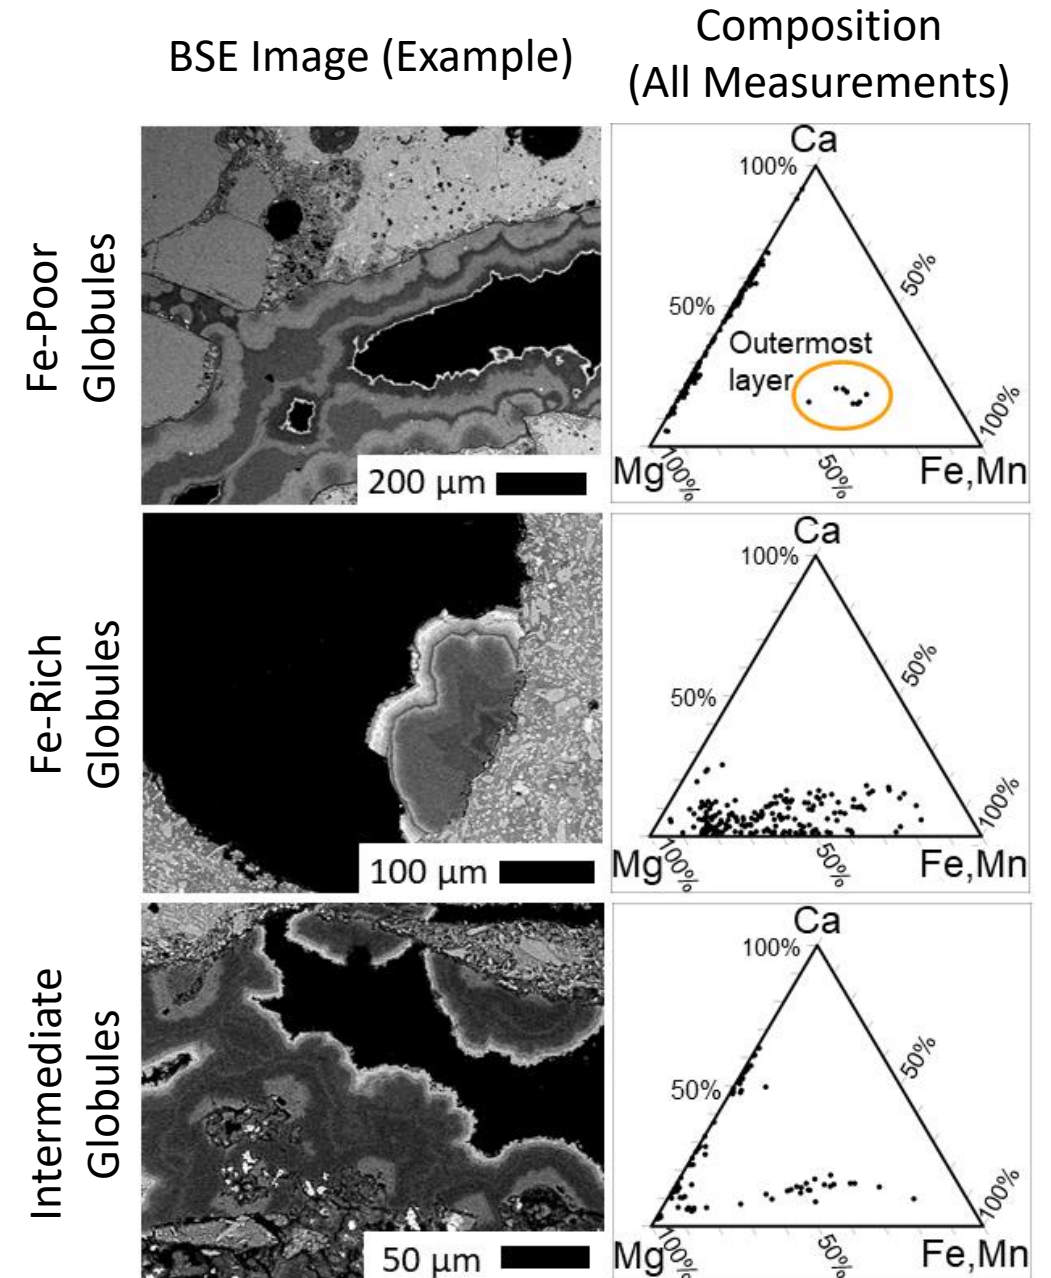 BSE Image (Example)
Composition
(All Measurements)
Fe-Poor
Globules
200 µm
Ca
100%
50%
50%
Outermost
layer
100%
Mg
100%
50%
Fe,Mn
Fe-Rich
Globules
100 µm
Ca
100%
50%
50%
100%
Mg
100%
50%
Fe,Mn
Intermediate
Globules
50 µm
Ca
100%
50%
50%
100%
Mg
100%
50%
Fe,Mn